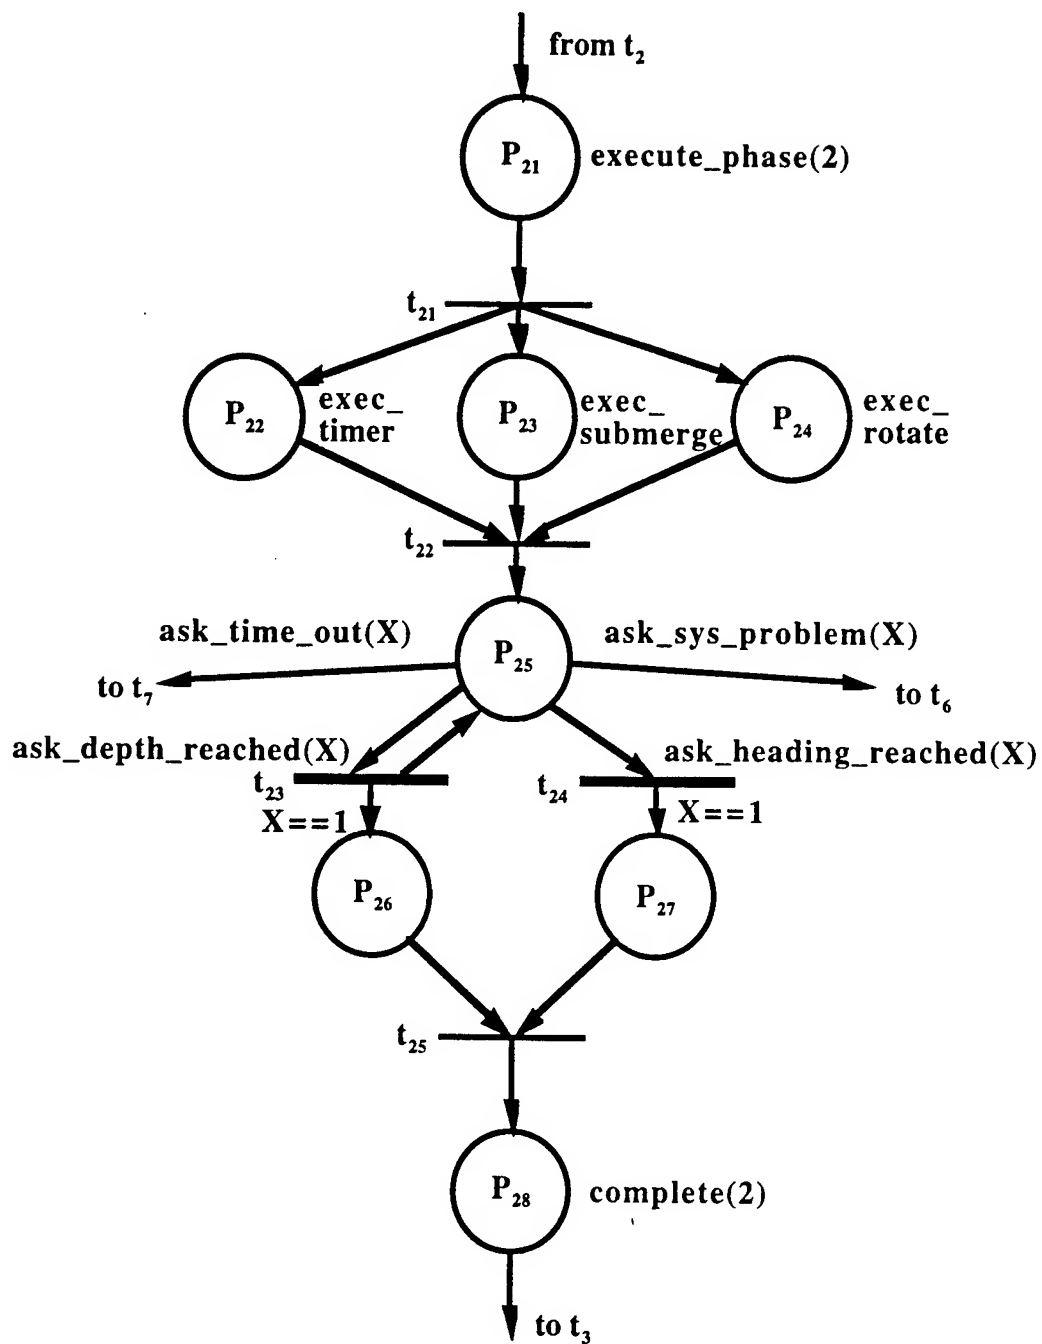 from t₂
P₂₁ execute_phase(2)
t₂₁
P₂₂ exec_
timer
P₂₃ exec_
submerge
P₂₄ exec_
rotate
t₂₂
ask_time_out(X)
P₂₅
ask_sys_problem(X)
to t₇
to t₆
ask_depth_reached(X)
ask_heading_reached(X)
t₂₃
t₂₄
X==1
X==1
P₂₆
P₂₇
t₂₅
P₂₈ complete(2)
to t₃